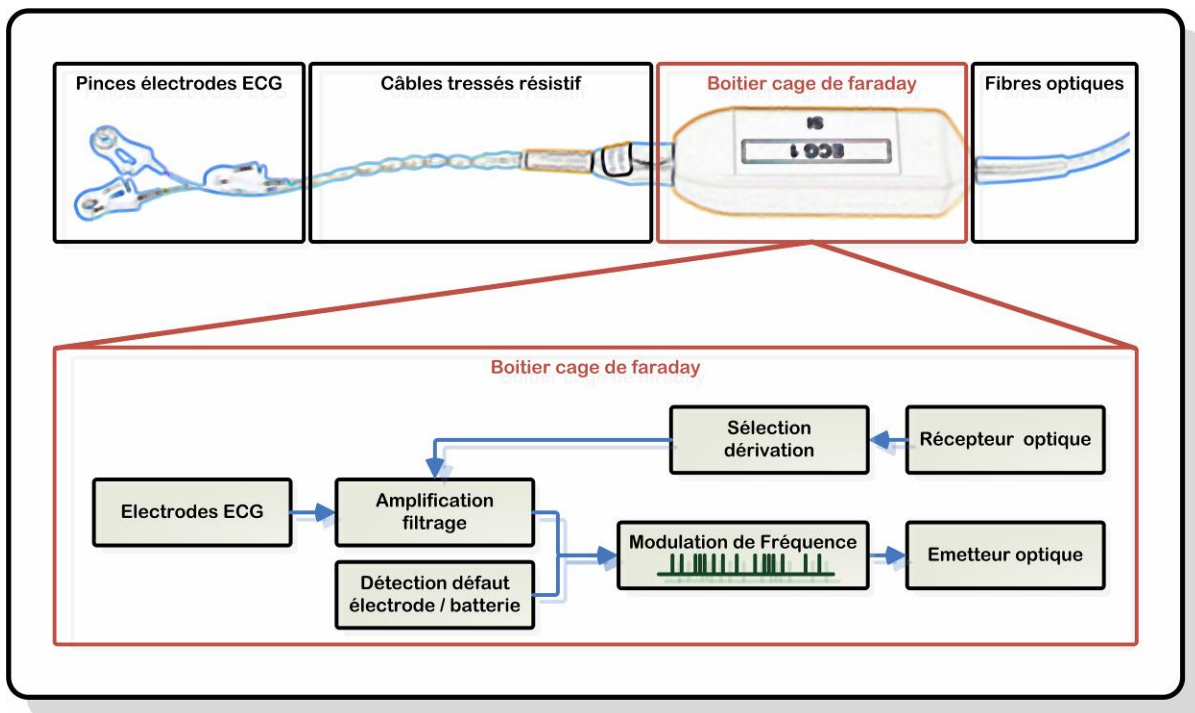 Pinces électrodes ECG
Câbles tressés résistif
Boitier cage de faraday
Fibres optiques
SI
ECG 1
Boitier cage de faraday
Sélection
dérivation
Récepteur optique
Electrodes ECG
Amplification
filtrage
Modulation de Fréquence
Emetteur optique
Détection défaut
électrode / batterie